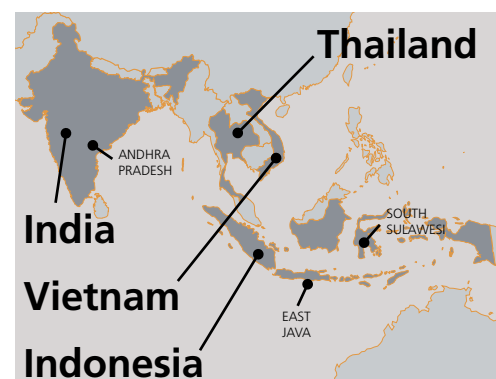 Thailand
ANDHRA
PRADESH
SOUTH
SULAWESI
India
Vietnam
EAST
JAVA
Indonesia